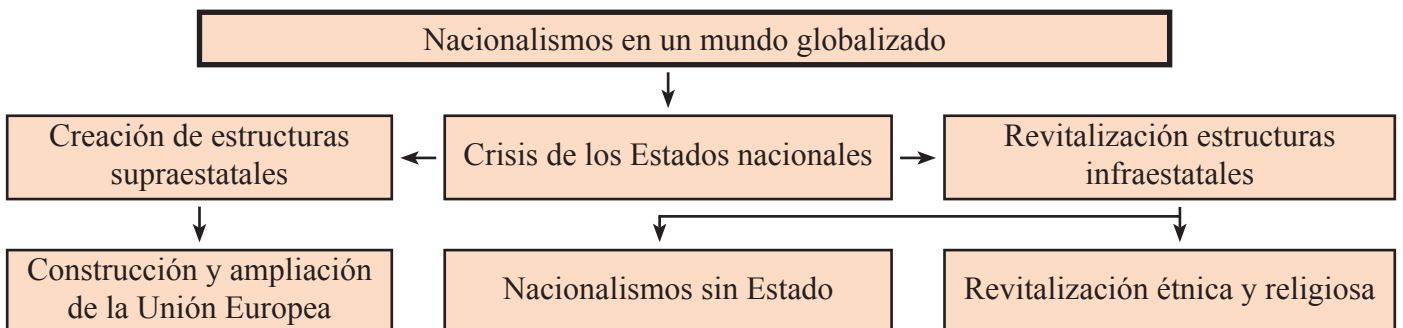 Nacionalismos en un mundo globalizado
Creación de estructuras
supraestatales
Crisis de los Estados nacionales
Revitalización estructuras
infraestatales
Construcción y ampliación
de la Unión Europea
Nacionalismos sin Estado
Revitalización étnica y religiosa